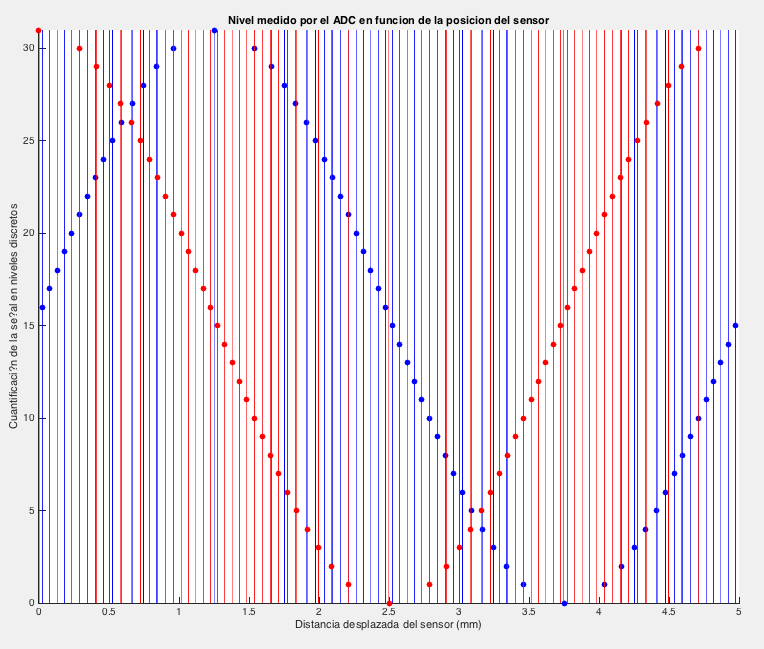 Nivel medido por el ADC en funcion de la posicion del sensor
30
25
20
15
10
5
0
Cuantificaci?n de la se?al en niveles discretos
0 0.5 1 1.5 2 2.5 3 3.5 4 4.5 5
Distancia desplazada del sensor (mm)